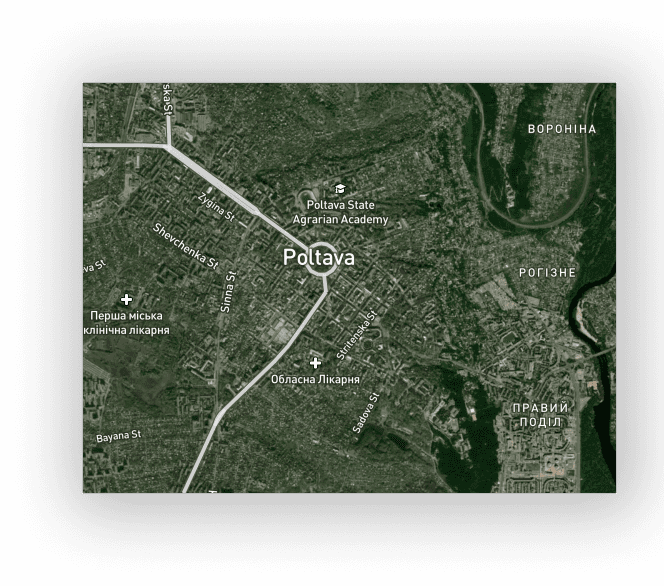 ska St
ВОРОНІНА
Poltava State
Agrarian Academy
Zygina St
Shevchenka St
Poltava
va St
Sinna St
РОГІЗНЕ
Перша міська
клінічна лікарня
Stritenska St
Обласна Лікарня
Sadova St
ПРАВИЙ
ПОДІЛ
Bayana St